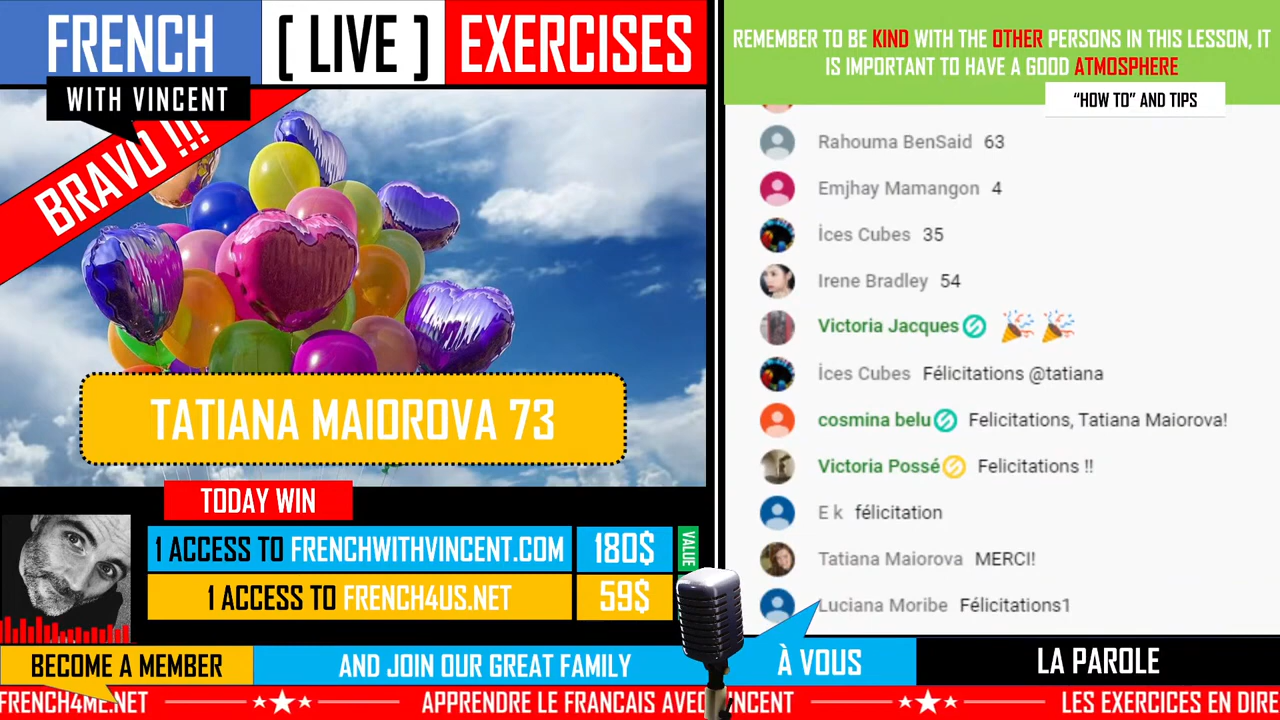 FRENCH
[ LIVE ]
EXERCISES
WITH VINCENT
BRAVO !!!
TATIANA MAIOROVA 73
TODAY WIN
1 ACCESS TO FRENCHWITHVINCENT.COM
180$
VALUE
1 ACCESS TO FRENCH4US.NET
59$
REMEMBER TO BE KIND WITH THE OTHER PERSONS IN THIS LESSON, IT
IS IMPORTANT TO HAVE A GOOD ATMOSPHERE
“HOW TO” AND TIPS
Rahouma BenSaid 63
Emjhay Mamangon 4
İces Cubes 35
Irene Bradley 54
Victoria Jacques
İces Cubes Félicitations @tatiana
cosmina belu Felicitations, Tatiana Maiorova!
Victoria Possé Felicitations !!
E k félicitation
Tatiana Maiorova MERCI!
Luciana Moribe Félicitations1
BECOME A MEMBER
AND JOIN OUR GREAT FAMILY
À VOUS
LA PAROLE
FRENCH4ME.NET
APPRENDRE LE FRANCAIS AVEC VINCENT
LES EXERCICES EN DIRE